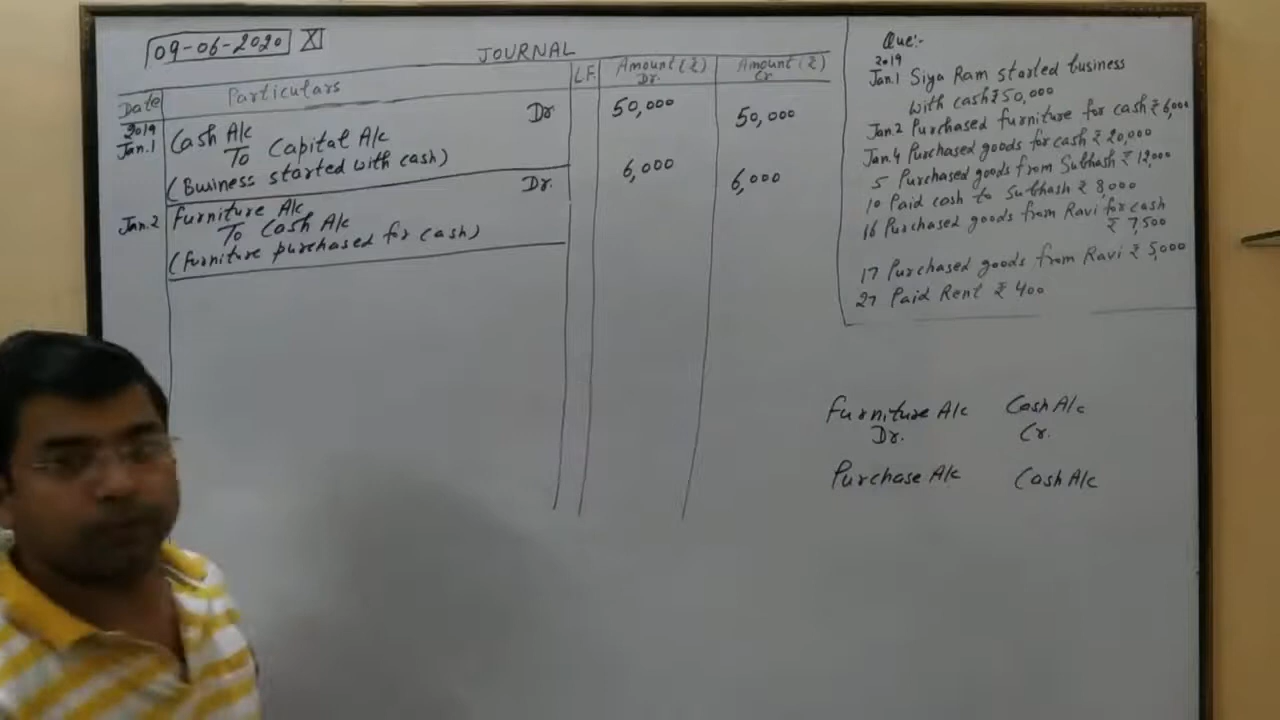 09-06-2020 XI
JOURNAL
Date Particulars L.F. Amount (₹) Dr. Amount (₹) Cr
2019
Jan.1 Cash A/c Dr 50,000
To Capital A/c 50,000
(Business started with cash)
Jan.2 Furniture A/c Dr. 6,000
To Cash A/c 6,000
(Furniture purchased for cash)
Que:-
2019
Jan.1 Siya Ram started business
with cash ₹ 50,000
Jan.2 Purchased furniture for cash ₹ 6,000
Jan.4 Purchased goods for cash ₹ 20,000
5 Purchased goods from Subhash ₹ 12,000
10 Paid cash to Subhash ₹ 8,000
16 Purchased goods from Ravi for cash
₹ 7,500
17 Purchased goods from Ravi ₹ 5,000
27 Paid Rent ₹ 400
Furniture A/c Cash A/c
Dr. Cr.
Purchase A/c Cash A/c